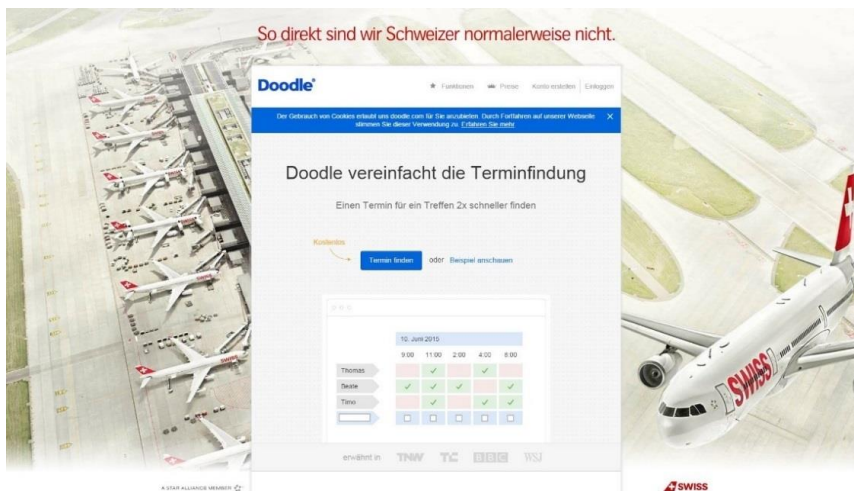 So direkt sind wir Schweizer normalerweise nicht.
Doodle
Funktionen Presse Konto erstellen Einloggen
Der Gebrauch von Cookies erlaubt uns doodle.com für Sie anzubieten. Durch Fortfahren auf unserer Webseite
stimmen Sie dieser Verwendung zu. Erfahren Sie mehr X
Doodle vereinfacht die Terminfindung
Einen Termin für ein Treffen 2x schneller finden
Kostenlos
Termin finden oder Beispiel anschauen
10. Juni 2015
9:00 11:00 2:00 4:00 8:00
Thomas
Beate
Timo
erwähnt in TNW TC BBC WSJ
A STAR ALLIANCE MEMBER
SWISS
SWISS